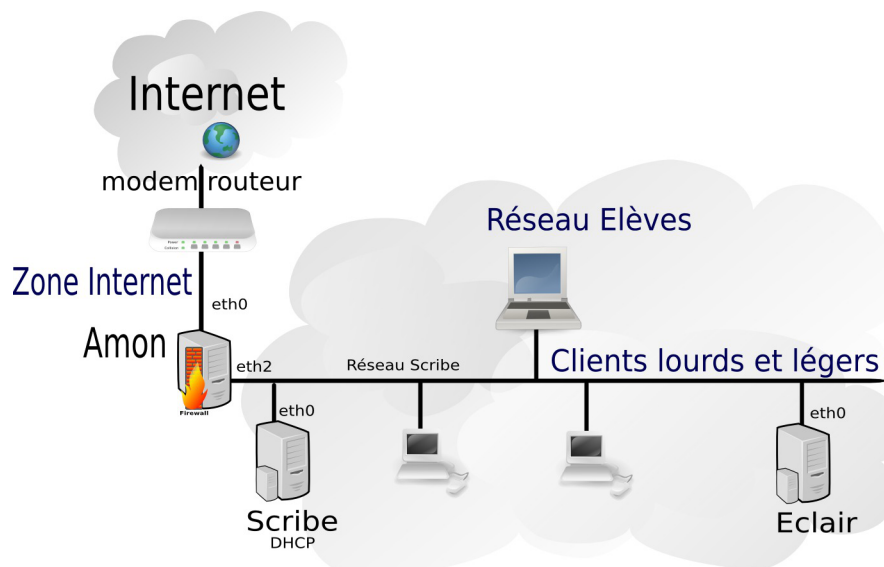 Internet
modem routeur
Réseau Elèves
Zone Internet
eth0
Amon
eth2
Réseau Scribe
Clients lourds et légers
Firewall
eth0
eth0
Scribe
DHCP
Eclair